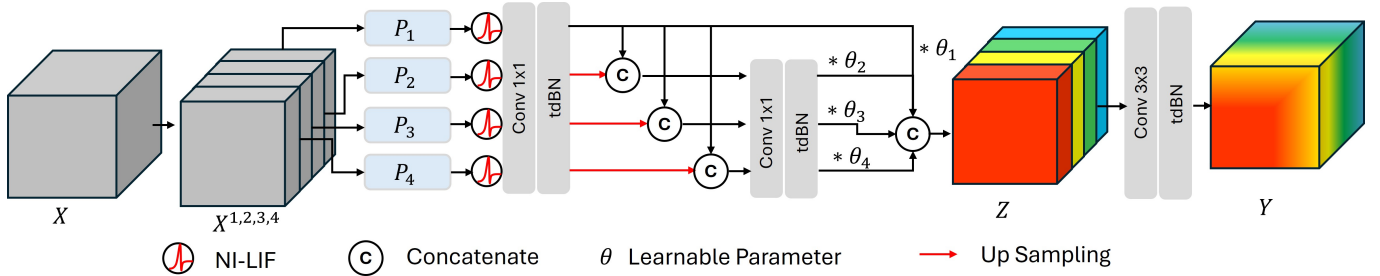 P₁
P₂
P₃
P₄
Conv 1x1
tdBN
C
C
C
Conv 1x1
tdBN
* θ₁
* θ₂
* θ₃
* θ₄
C
Conv 3x3
tdBN
X
X¹,²,³,⁴
Z
Y
NI-LIF
C Concatenate
θ Learnable Parameter
Up Sampling